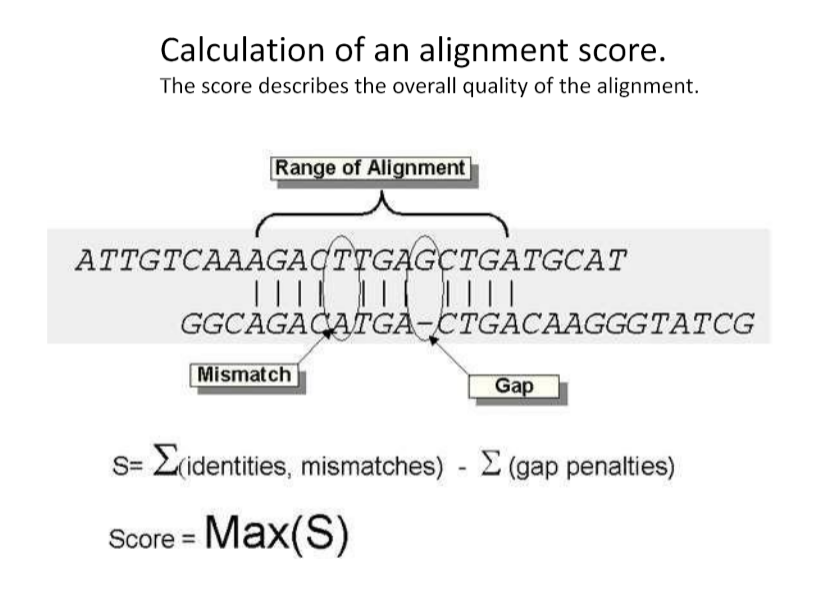 Calculation of an alignment score.
The score describes the overall quality of the alignment.
Range of Alignment
ATTGTCAAAGACTTGAGCTGATGCAT
GGCAGACATGA-CTGACAAGGGTATCG
Mismatch
Gap
S= Σ(identities, mismatches) - Σ (gap penalties)
Score = Max(S)